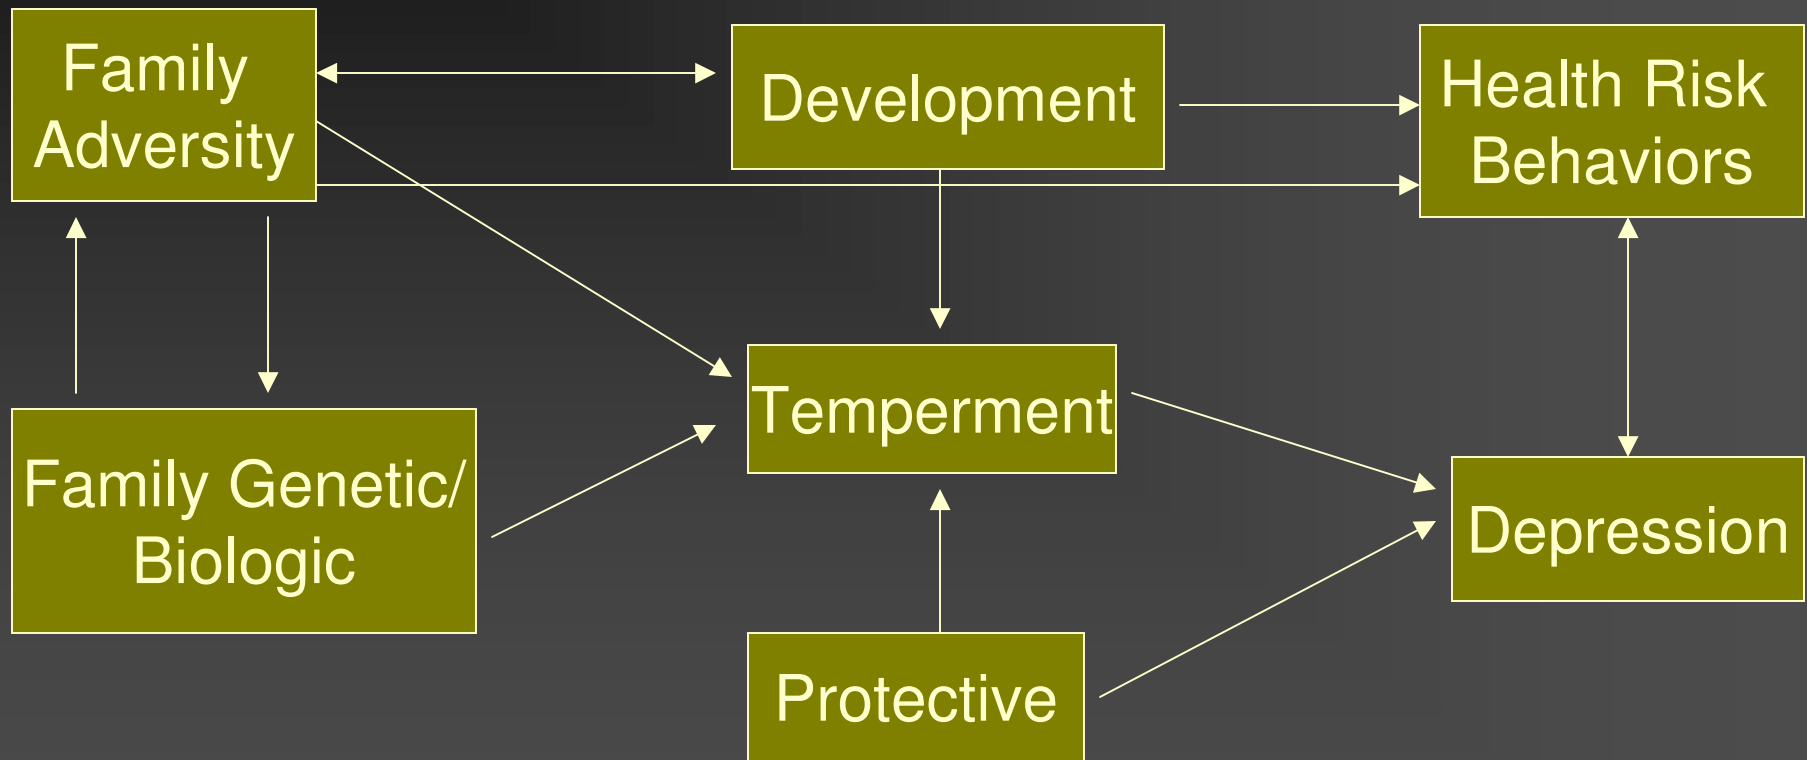 Family
Adversity
Development
Health Risk
Behaviors
Temperment
Family Genetic/
Biologic
Depression
Protective